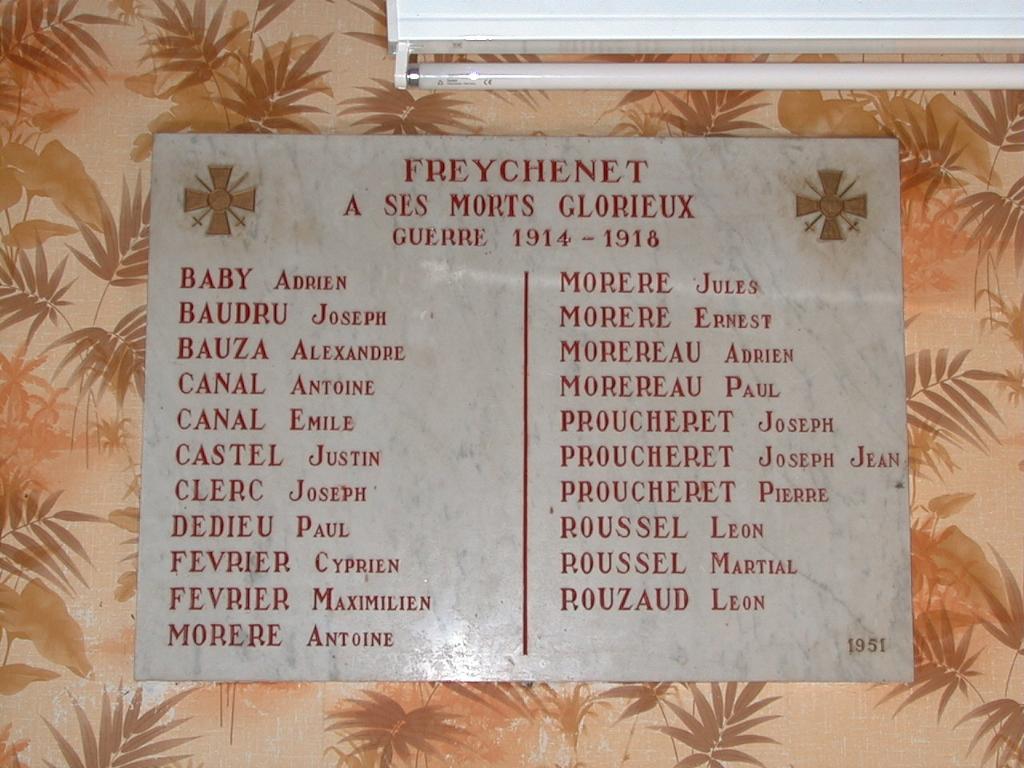 FREYCHENET
A SES MORTS GLORIEUX
GUERRE 1914 - 1918
BABY ADRIEN
BAUDRU JOSEPH
BAUZA ALEXANDRE
CANAL ANTOINE
CANAL EMILE
CASTEL JUSTIN
CLERC JOSEPH
DEDIEU PAUL
FEVRIER CYPRIEN
FEVRIER MAXIMILIEN
MORERE ANTOINE
MORERE JULES
MORERE ERNEST
MOREREAU ADRIEN
MOREREAU PAUL
PROUCHERET JOSEPH
PROUCHERET JOSEPH JEAN
PROUCHERET PIERRE
ROUSSEL LEON
ROUSSEL MARTIAL
ROUZAUD LEON
1951